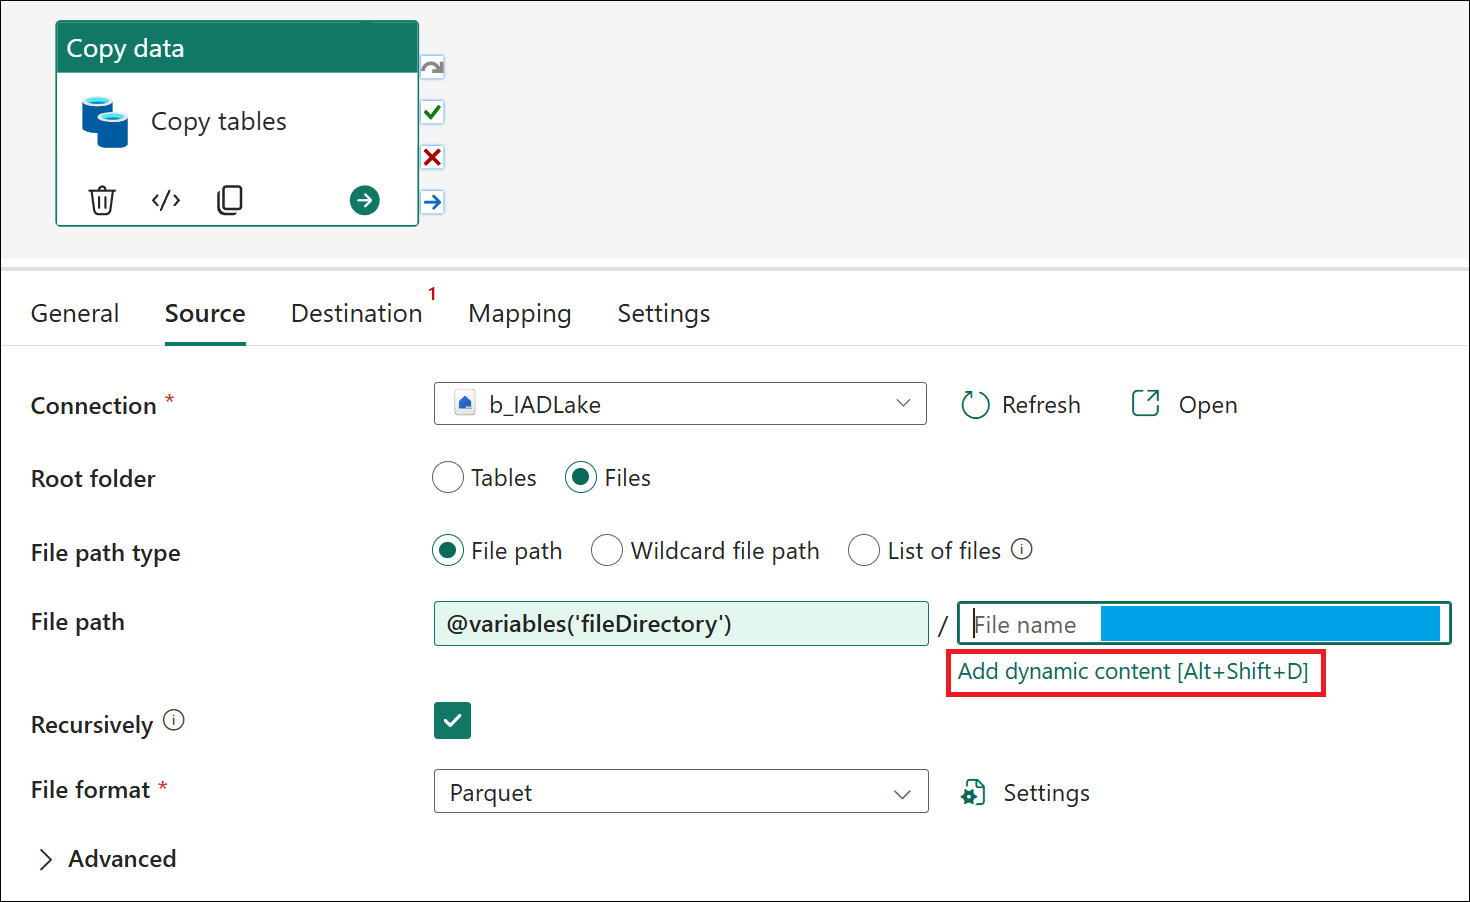 Copy data
Copy tables
General Source Destination 1 Mapping Settings
Connection * b_IADLake Refresh Open
Root folder Tables Files
File path type File path Wildcard file path List of files
File path @variables('fileDirectory') / File name
Add dynamic content [Alt+Shift+D]
Recursively
File format * Parquet Settings
Advanced